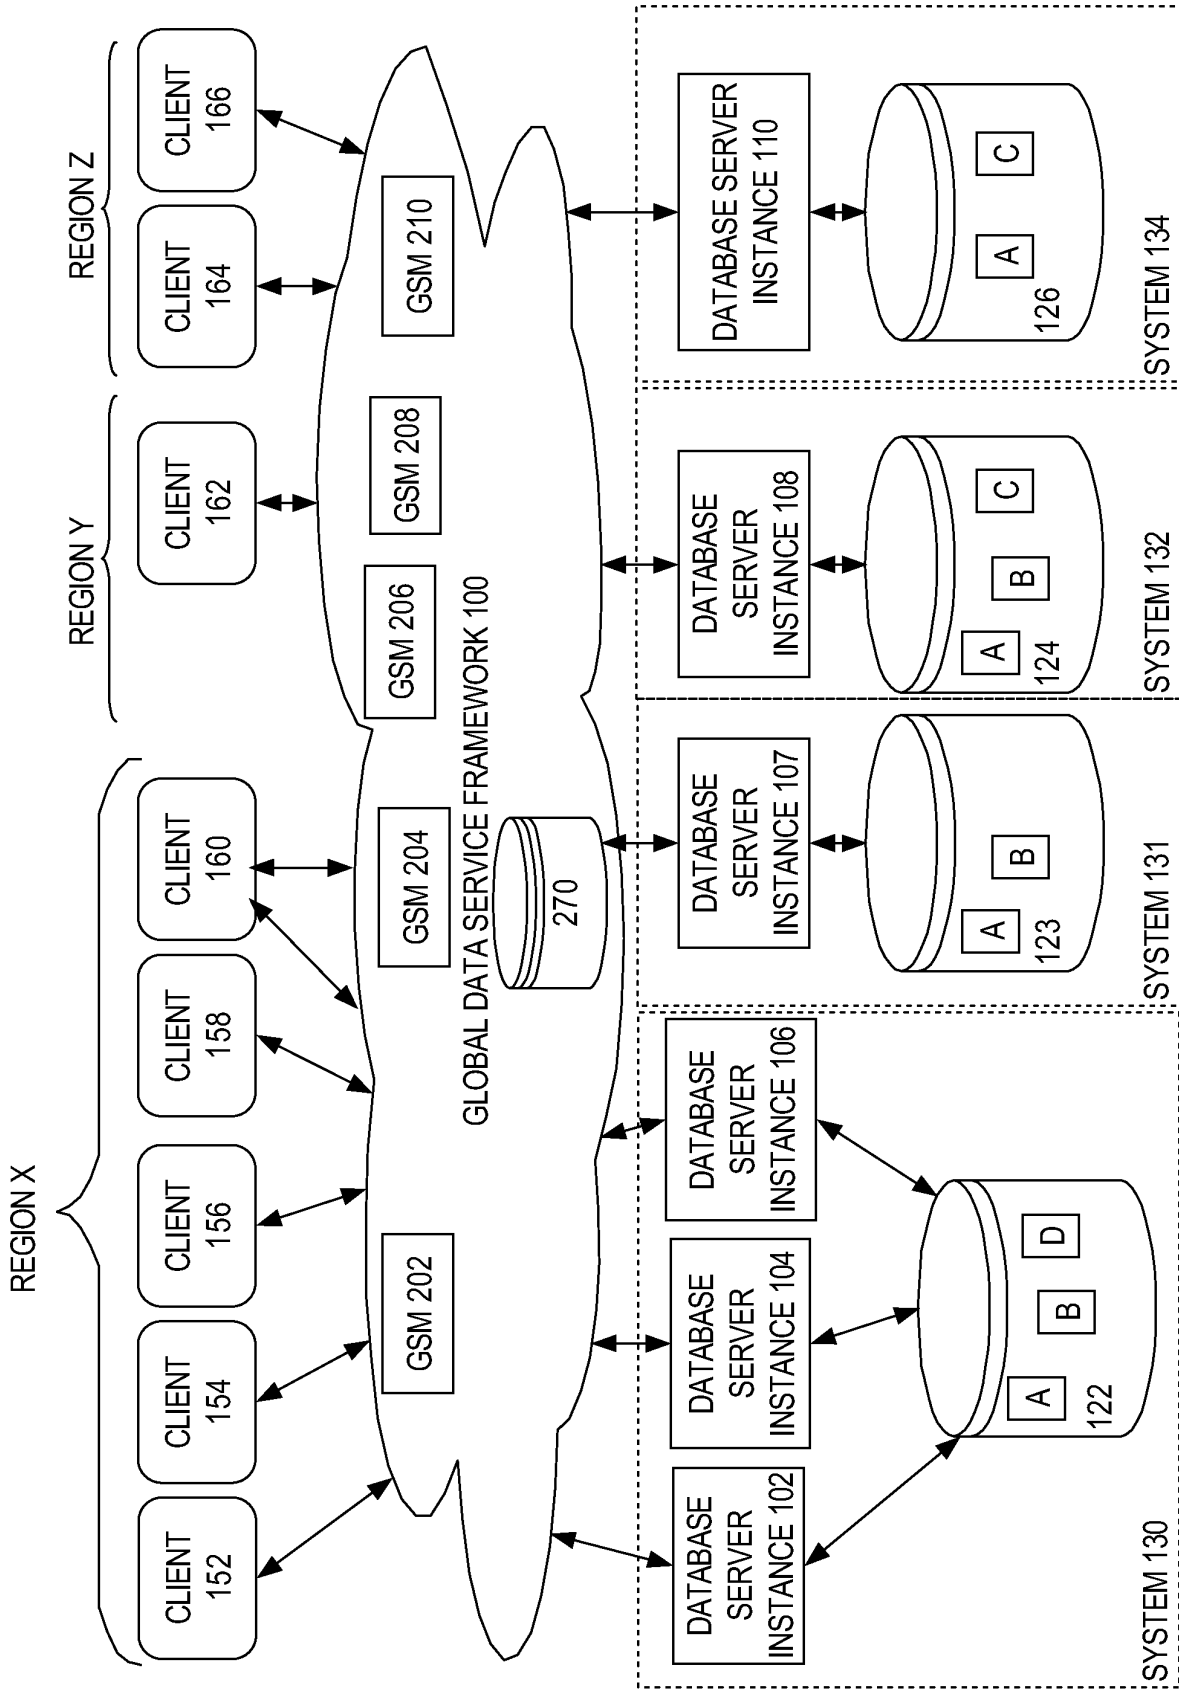 REGION X
REGION Y
REGION Z
CLIENT
152
CLIENT
154
CLIENT
156
CLIENT
158
CLIENT
160
CLIENT
162
CLIENT
164
CLIENT
166
GSM 202
GSM 204
GSM 206
GSM 208
GSM 210
GLOBAL DATA SERVICE FRAMEWORK 100
270
DATABASE
SERVER
INSTANCE 102
DATABASE
SERVER
INSTANCE 104
DATABASE
SERVER
INSTANCE 106
DATABASE
SERVER
INSTANCE 107
DATABASE
SERVER
INSTANCE 108
DATABASE SERVER
INSTANCE 110
A
B
D
122
A
B
123
A
B
C
124
A
C
126
SYSTEM 130
SYSTEM 131
SYSTEM 132
SYSTEM 134